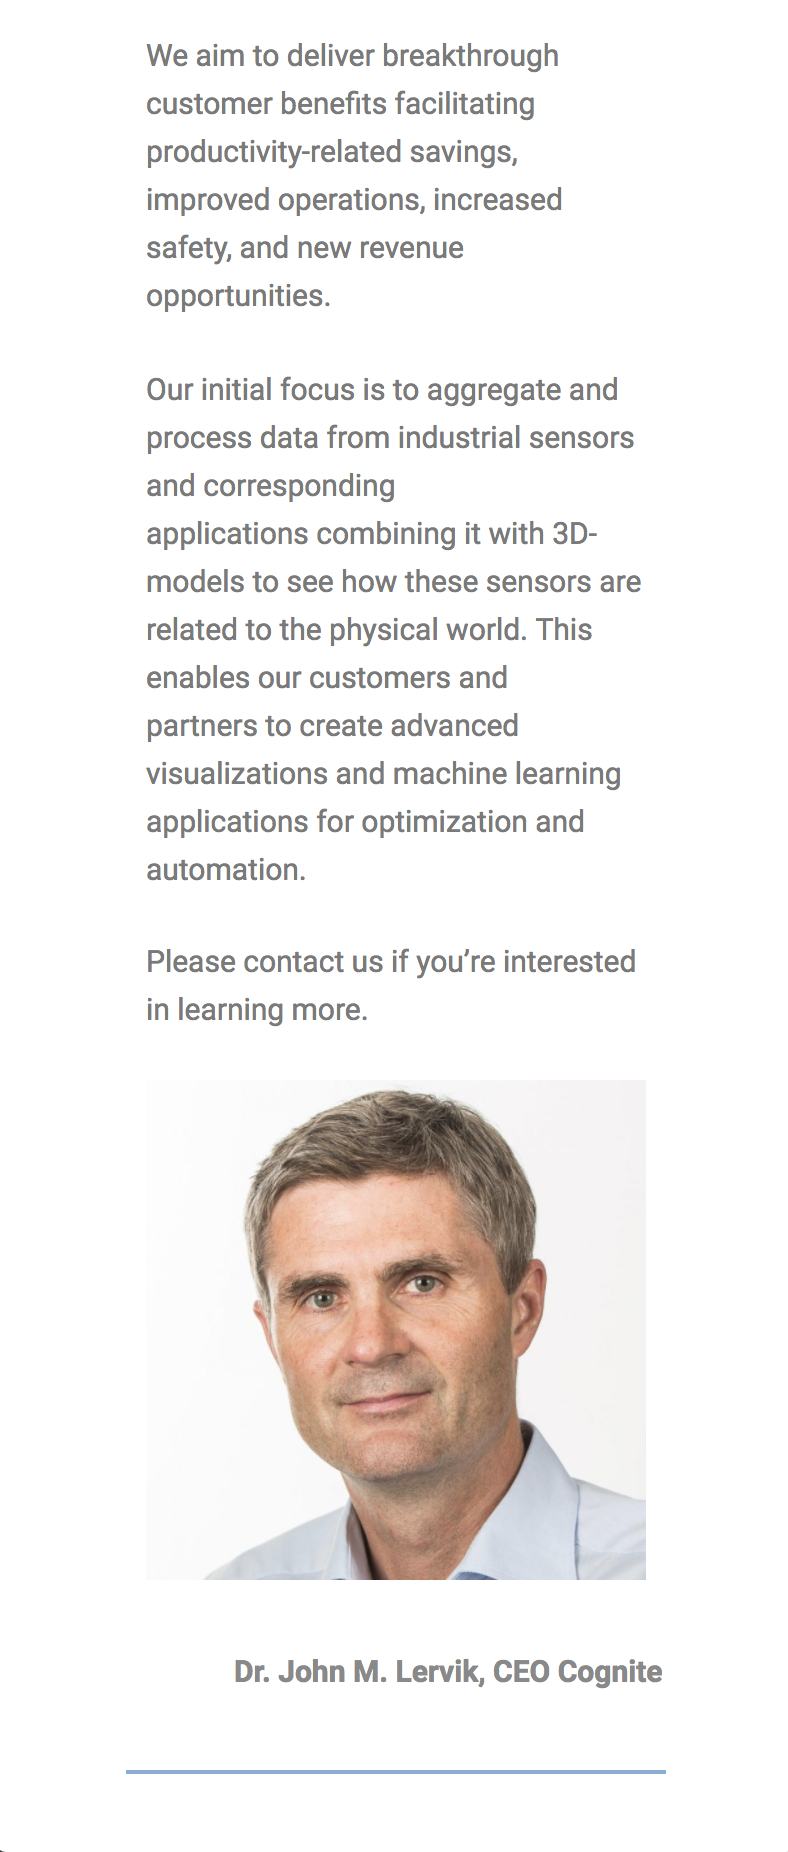 We aim to deliver breakthrough
customer benefits facilitating
productivity-related savings,
improved operations, increased
safety, and new revenue
opportunities.
Our initial focus is to aggregate and
process data from industrial sensors
and corresponding
applications combining it with 3D-
models to see how these sensors are
related to the physical world. This
enables our customers and
partners to create advanced
visualizations and machine learning
applications for optimization and
automation.
Please contact us if you’re interested
in learning more.
Dr. John M. Lervik, CEO Cognite